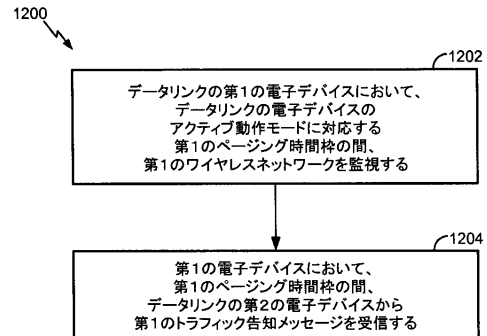 1200
1202
データリンクの第1の電子デバイスにおいて、
データリンクの電子デバイスの
アクティブ動作モードに対応する
第1のページング時間枠の間、
第1のワイヤレスネットワークを監視する
1204
第1の電子デバイスにおいて、
第1のページング時間枠の間、
データリンクの第2の電子デバイスから
第1のトラフィック告知メッセージを受信する